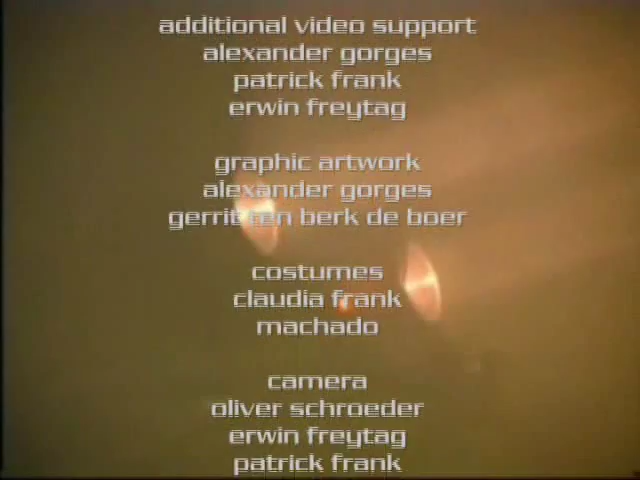 additional video support
alexander gorges
patrick frank
erwin freytag
graphic artwork
alexander gorges
gerrit ten berk de boer
costumes
claudia frank
machado
camera
oliver schroeder
erwin freytag
patrick frank